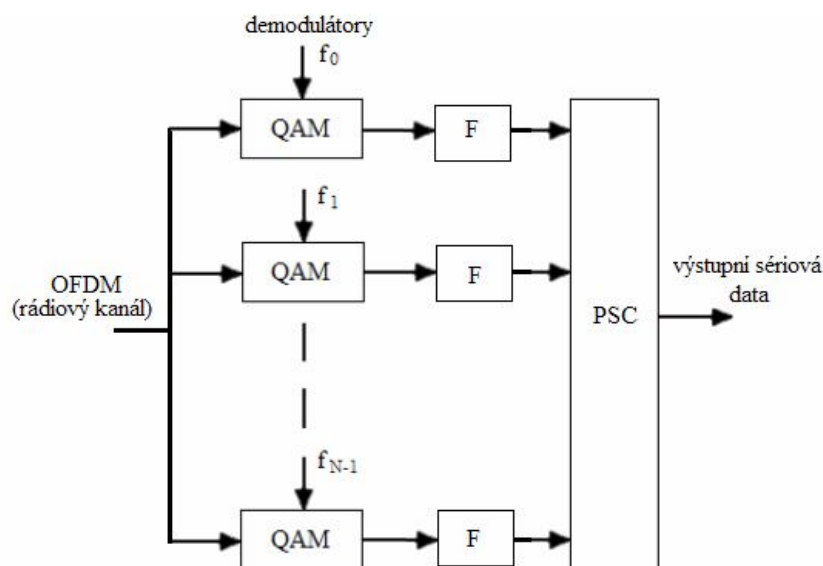 demodulátory
f0
QAM
F
f1
QAM
F
OFDM
(rádiový kanál)
PSC
výstupní sériová
data
fN-1
QAM
F